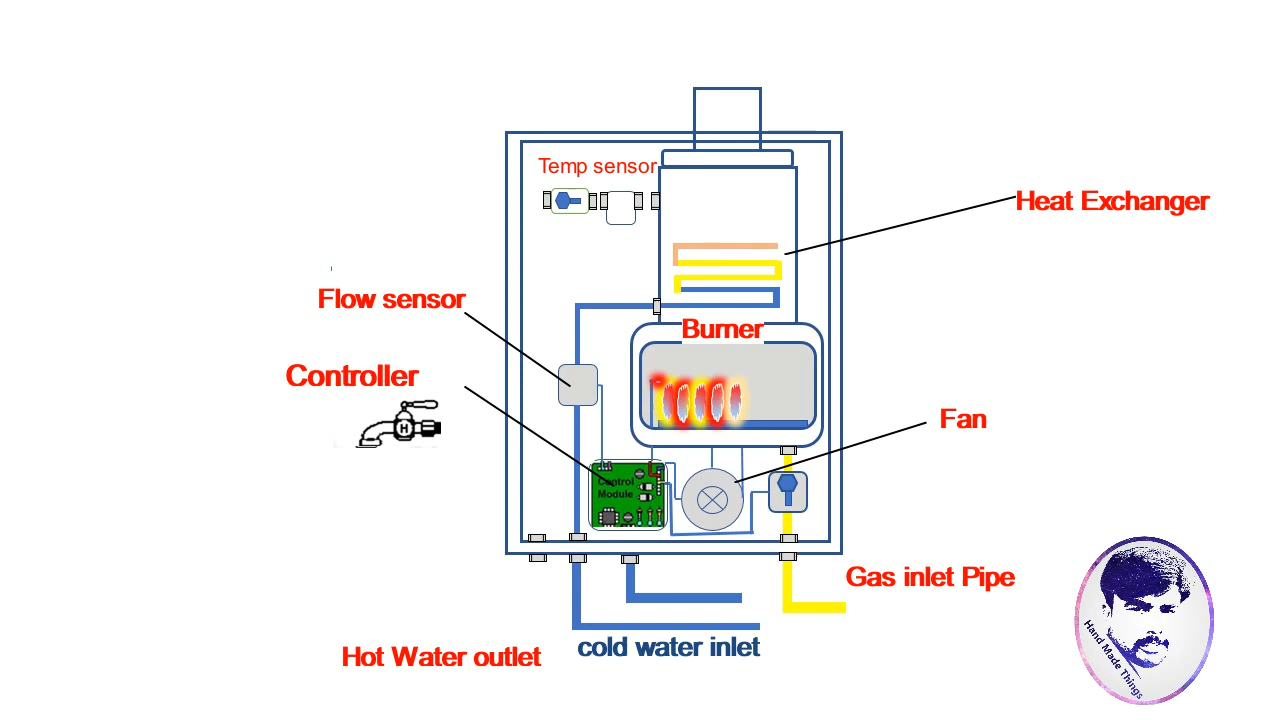 Temp sensor
Heat Exchanger
Flow sensor
Burner
Controller
H
Fan
Control
Module
Gas inlet Pipe
cold water inlet
Hot Water outlet
Hand Made Things